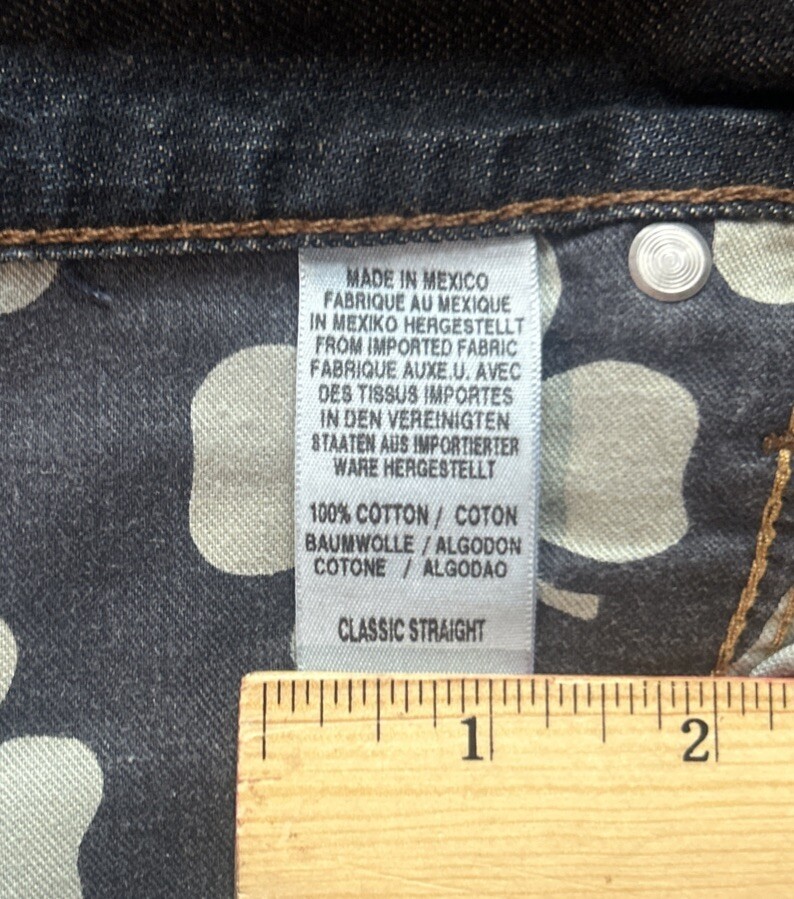 MADE IN MEXICO
FABRIQUE AU MEXIQUE
IN MEXIKO HERGESTELLT
FROM IMPORTED FABRIC
FABRIQUE AUX E.U. AVEC
DES TISSUS IMPORTES
IN DEN VEREINIGTEN
STAATEN AUS IMPORTIERTER
WARE HERGESTELLT
100% COTTON / COTON
BAUMWOLLE / ALGODON
COTONE / ALGODAO
CLASSIC STRAIGHT
1 2